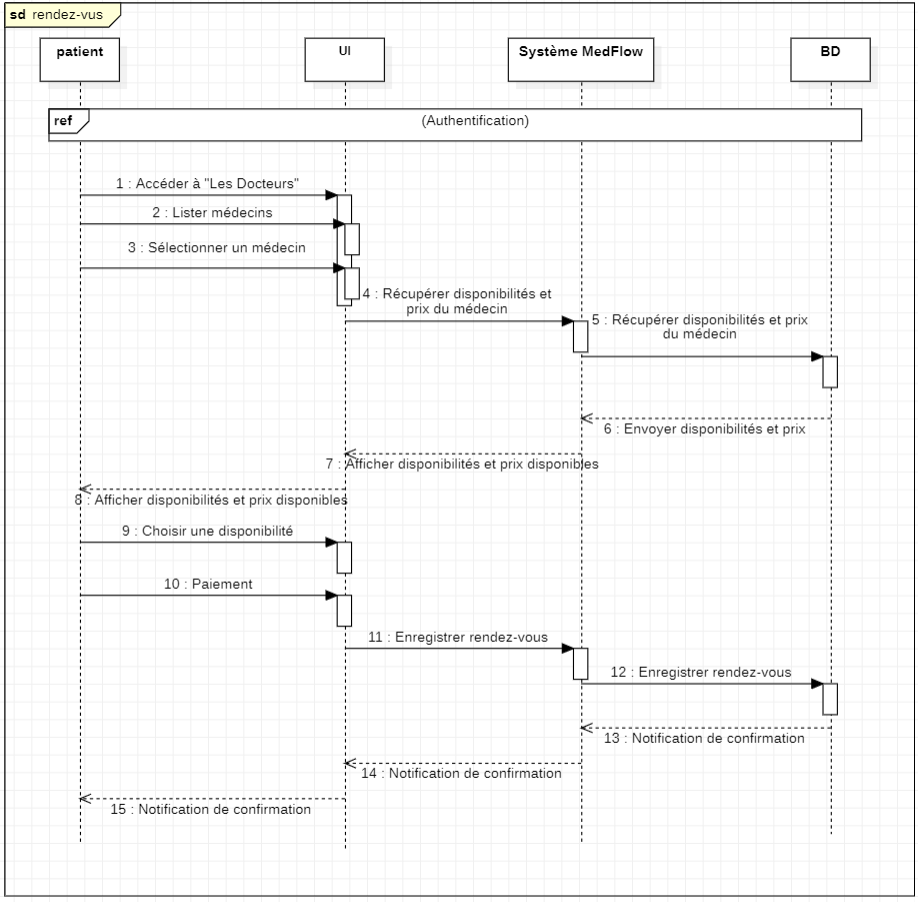 sd rendez-vus
patient
UI
Système MedFlow
BD
ref
(Authentification)
1 : Accéder à "Les Docteurs"
2 : Lister médecins
3 : Sélectionner un médecin
4 : Récupérer disponibilités et
prix du médecin
5 : Récupérer disponibilités et prix
du médecin
6 : Envoyer disponibilités et prix
7 : Afficher disponibilités et prix disponibles
8 : Afficher disponibilités et prix disponibles
9 : Choisir une disponibilité
10 : Paiement
11 : Enregistrer rendez-vous
12 : Enregistrer rendez-vous
13 : Notification de confirmation
14 : Notification de confirmation
15 : Notification de confirmation